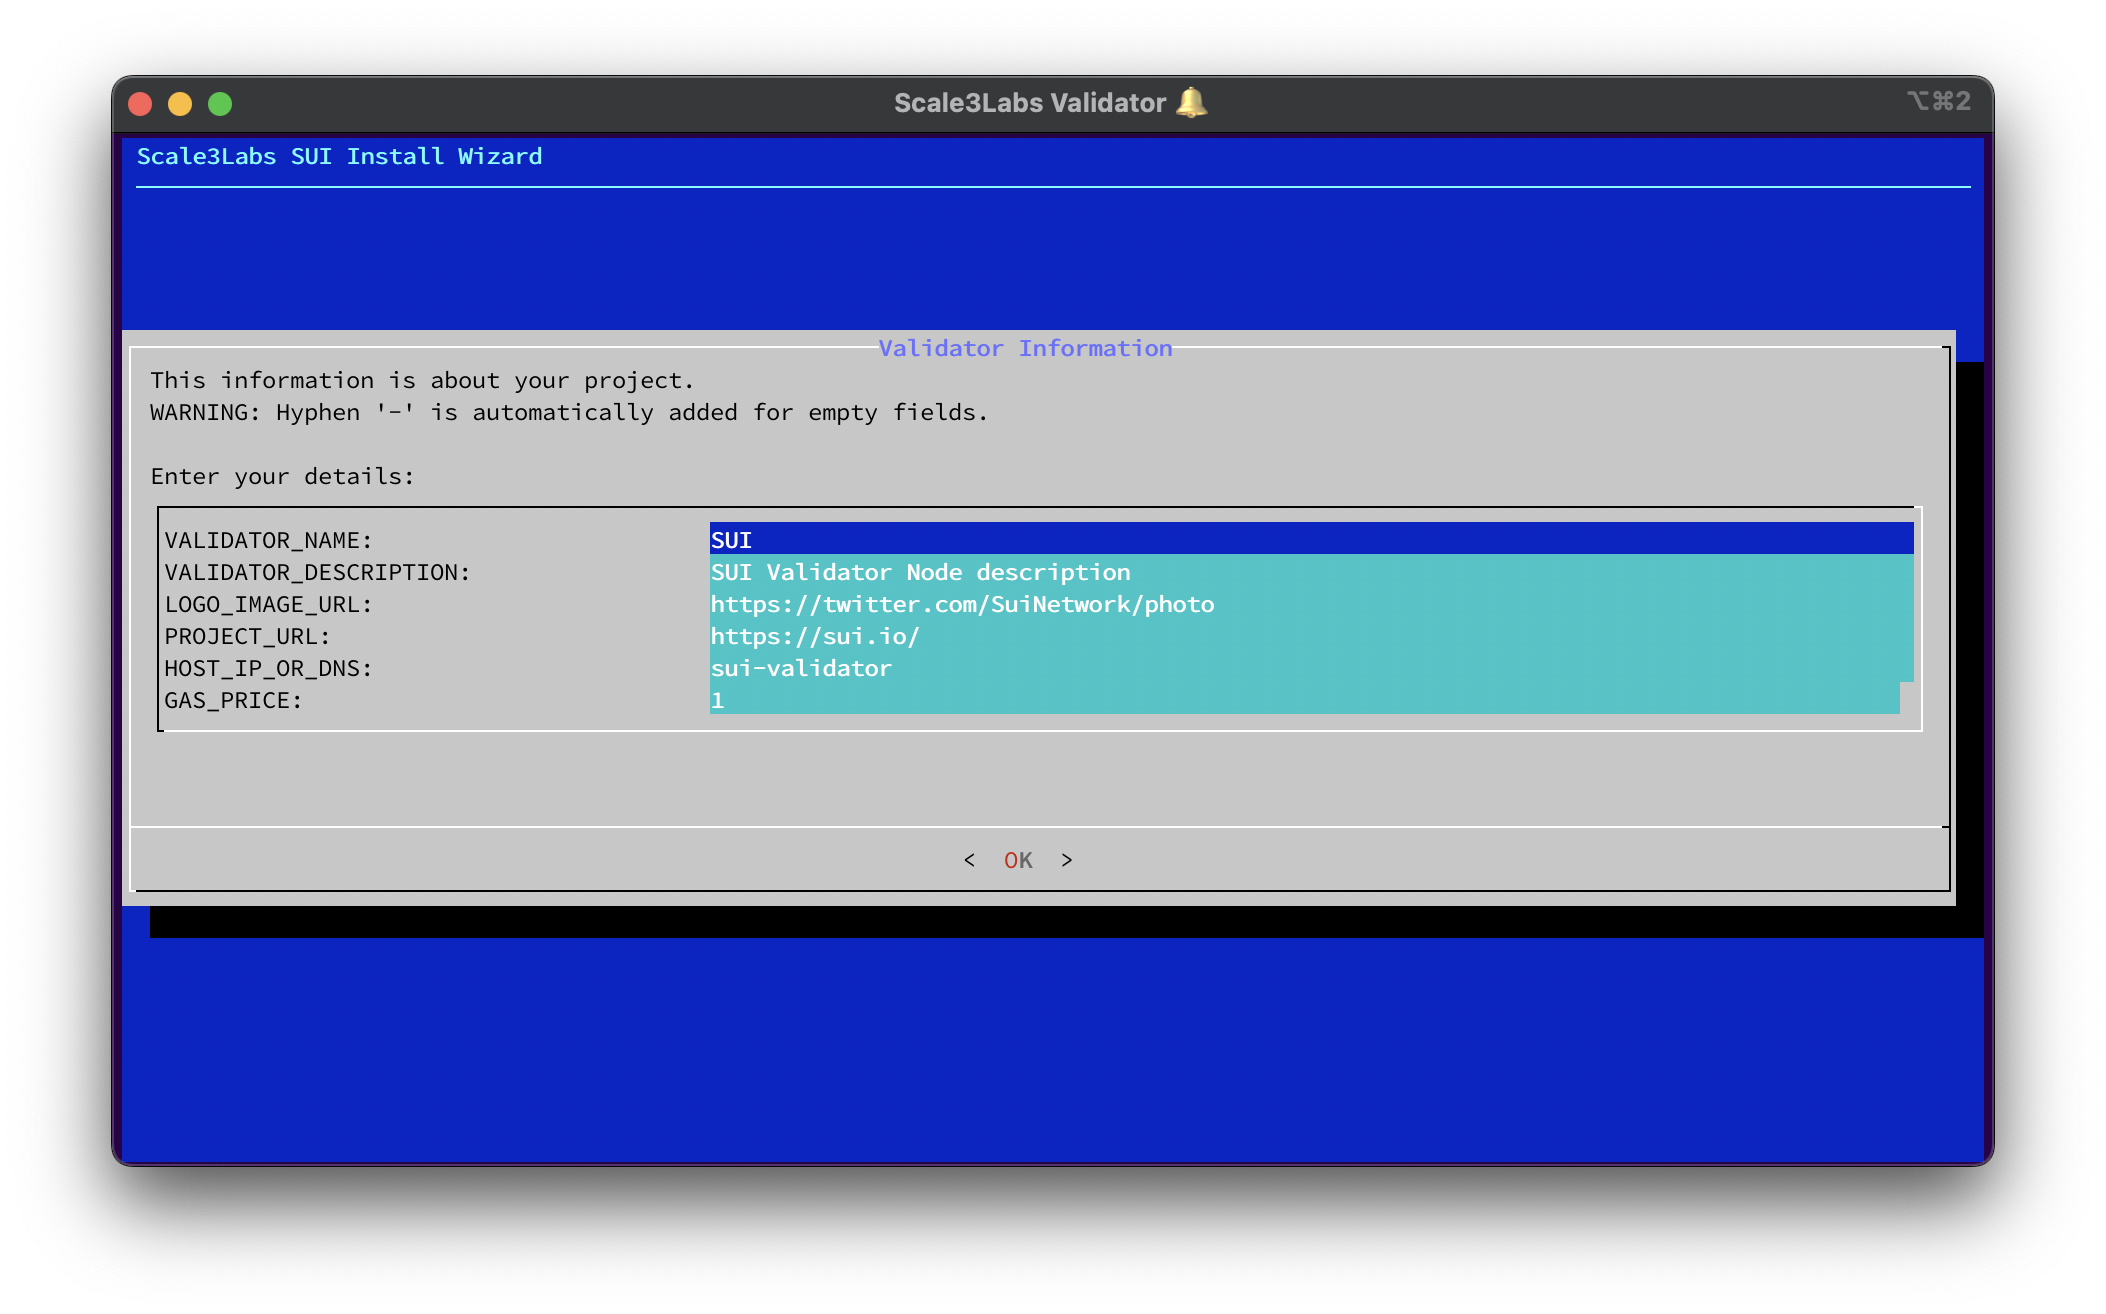 Scale3Labs Validator 🔔
⌥⌘2
Scale3Labs SUI Install Wizard
Validator Information
This information is about your project.
WARNING: Hyphen '-' is automatically added for empty fields.
Enter your details:
VALIDATOR_NAME: SUI
VALIDATOR_DESCRIPTION: SUI Validator Node description
LOGO_IMAGE_URL: https://twitter.com/SuiNetwork/photo
PROJECT_URL: https://sui.io/
HOST_IP_OR_DNS: sui-validator
GAS_PRICE: 1
< OK >